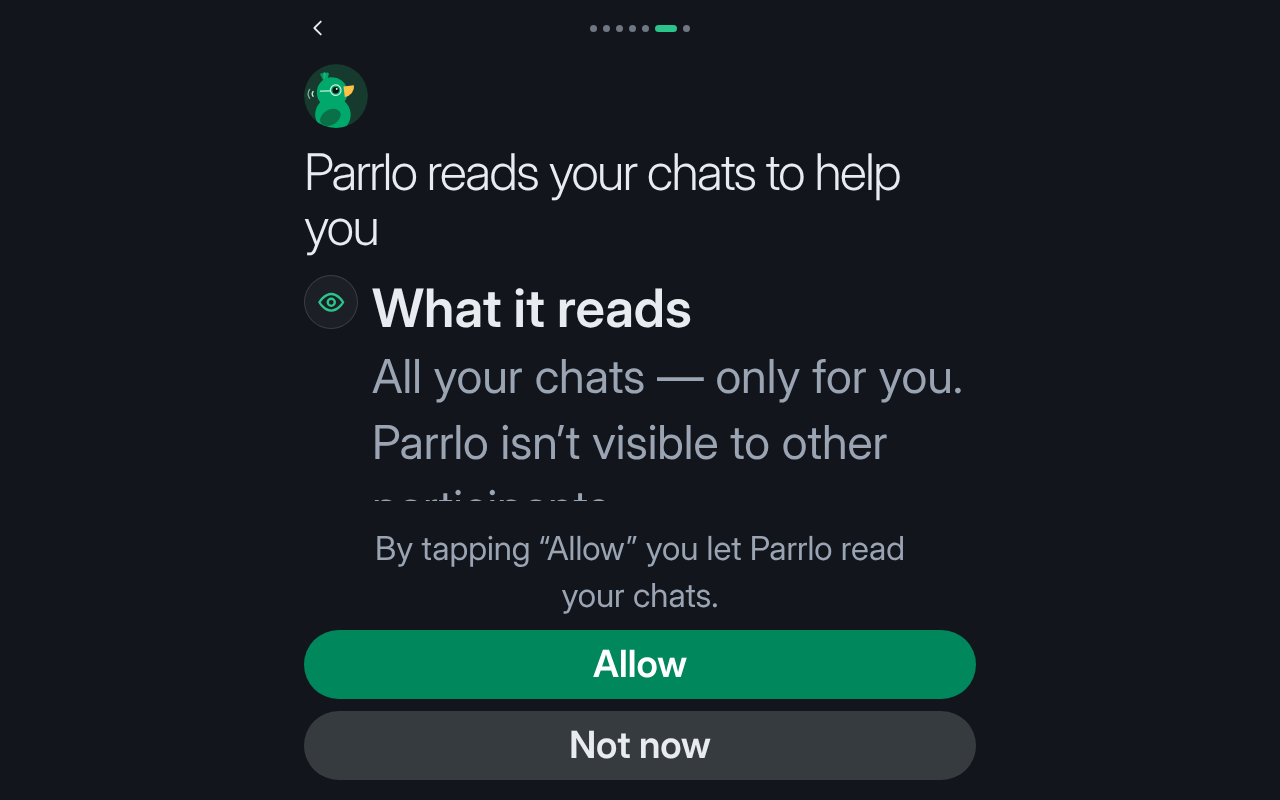 Parrlo reads your chats to help
you
What it reads
All your chats — only for you.
Parrlo isn’t visible to other
By tapping “Allow” you let Parrlo read
your chats.
Allow
Not now